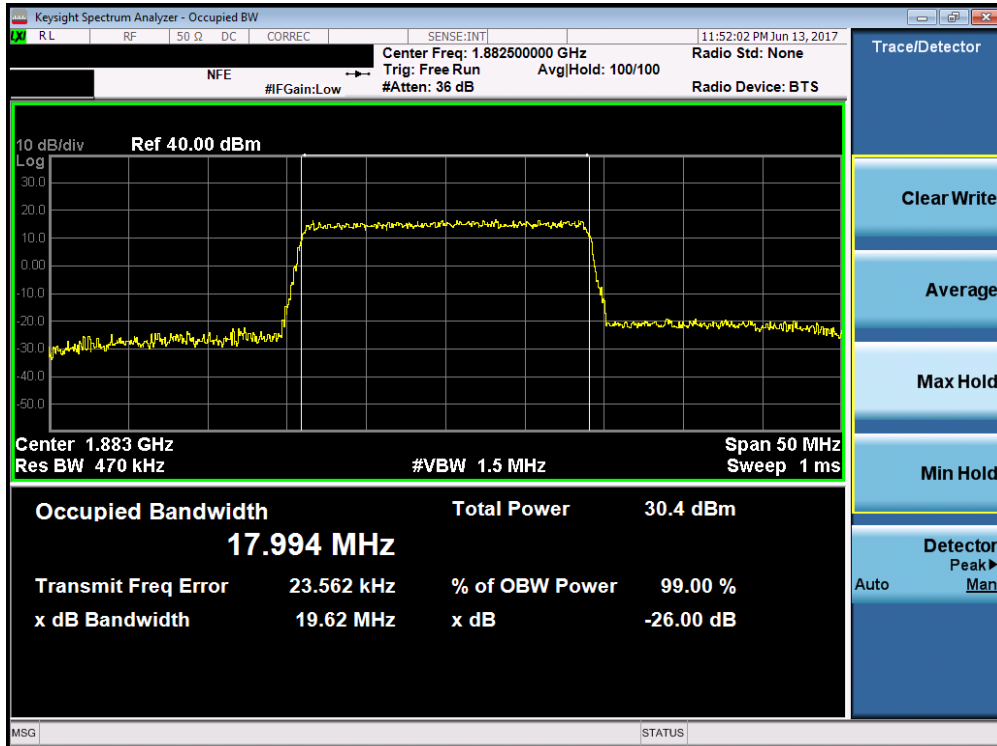 Keysight Spectrum Analyzer - Occupied BW
LXI RL RF 50 Ω DC CORREC SENSE:INT 11:52:02 PM Jun 13, 2017
Center Freq: 1.882500000 GHz Radio Std: None
NFE Trig: Free Run Avg|Hold: 100/100
#IFGain:Low #Atten: 36 dB Radio Device: BTS
10 dB/div Ref 40.00 dBm
Log
30.0
20.0
10.0
0.00
-10.0
-20.0
-30.0
-40.0
-50.0
Center 1.883 GHz Span 50 MHz
Res BW 470 kHz #VBW 1.5 MHz Sweep 1 ms
Occupied Bandwidth Total Power 30.4 dBm
17.994 MHz
Transmit Freq Error 23.562 kHz % of OBW Power 99.00 %
x dB Bandwidth 19.62 MHz x dB -26.00 dB
MSG STATUS
Trace/Detector
Clear Write
Average
Max Hold
Min Hold
Detector
Peak▶
Auto Man